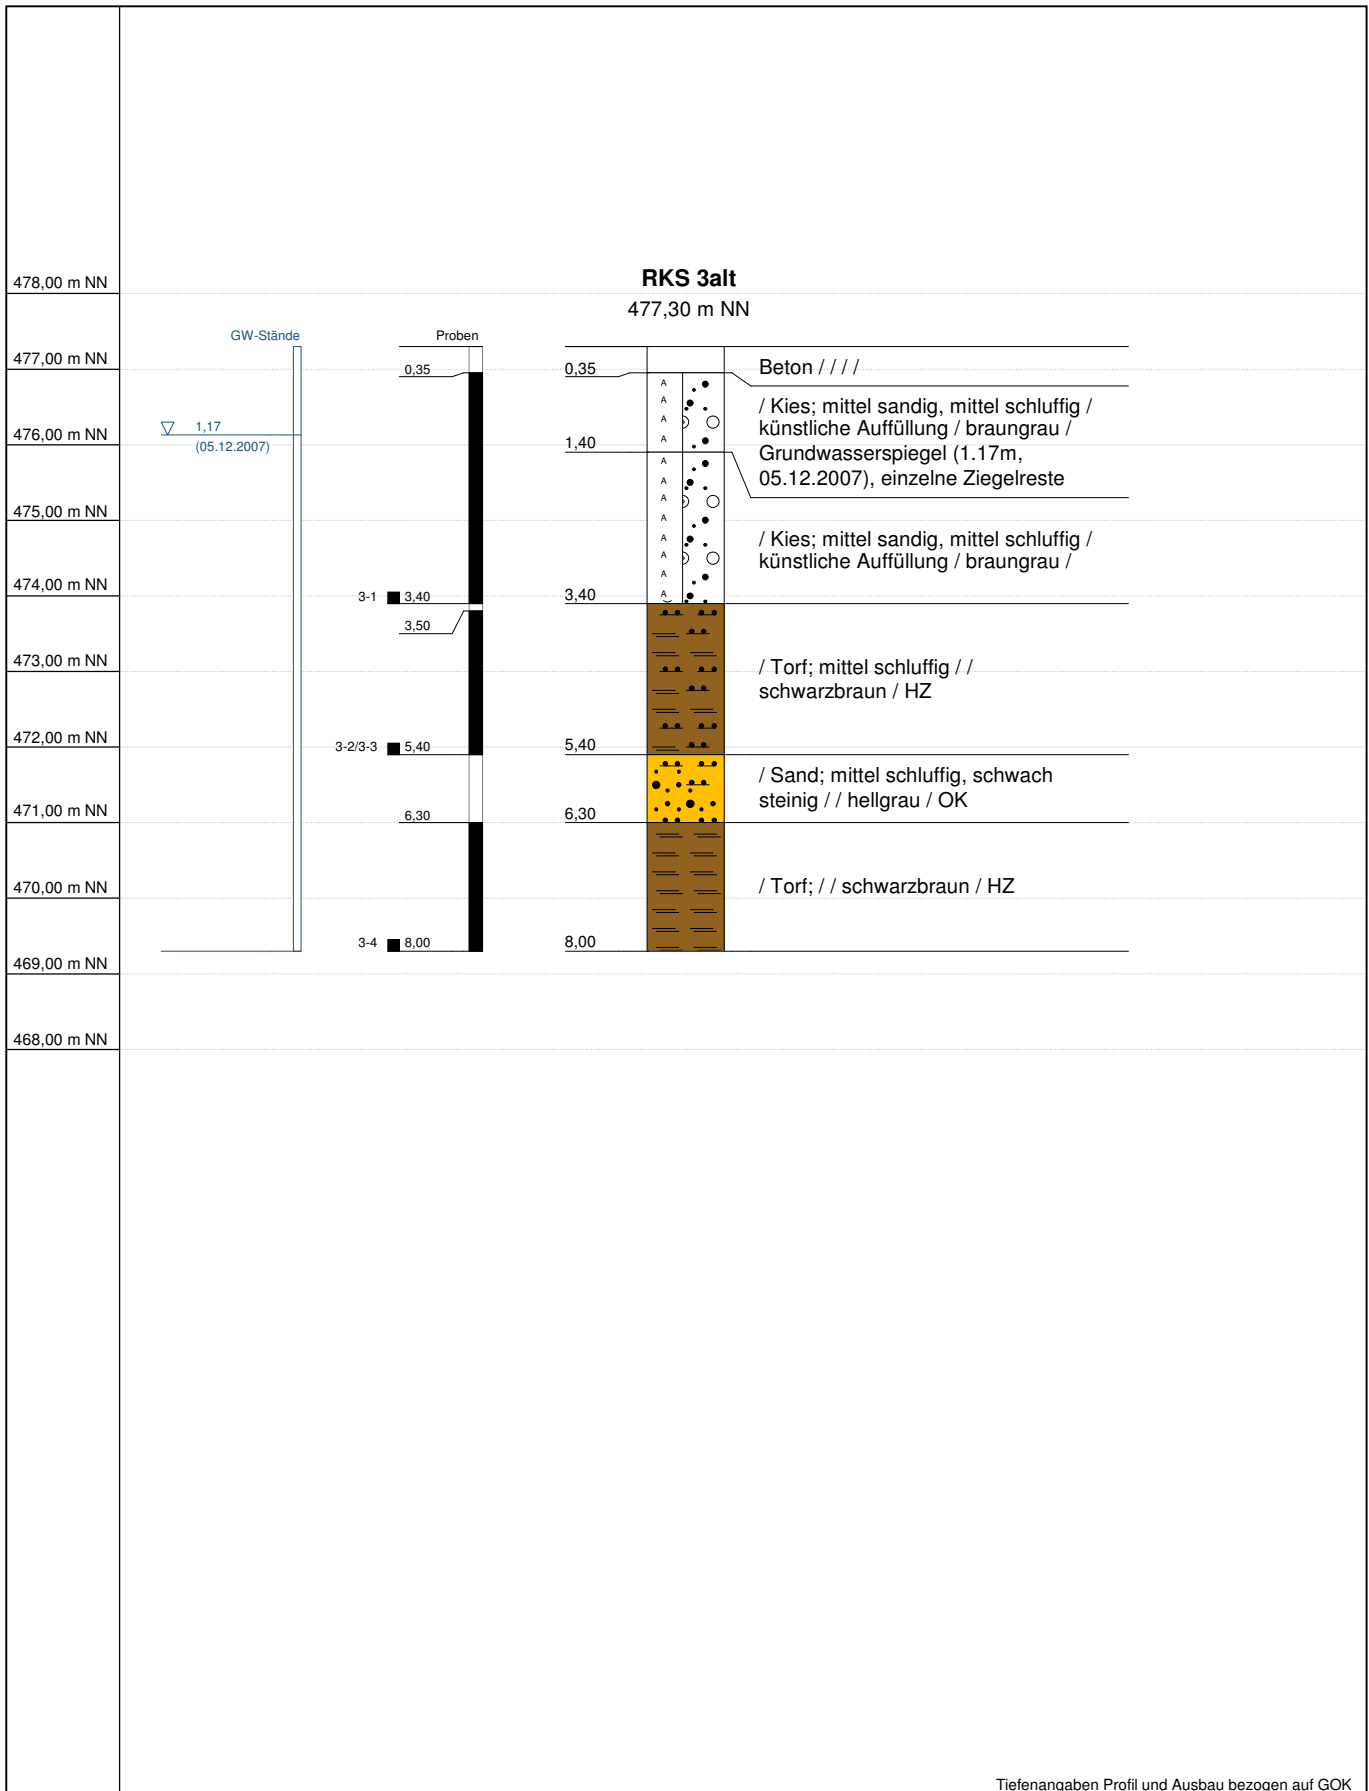 RKS 3alt
477,30 m NN
478,00 m NN
477,00 m NN
476,00 m NN
475,00 m NN
474,00 m NN
473,00 m NN
472,00 m NN
471,00 m NN
470,00 m NN
469,00 m NN
468,00 m NN
GW-Stände
1,17
(05.12.2007)
Proben
0,35
3-1 3,40
3,50
3-2/3-3 5,40
6,30
3-4 8,00
0,35
1,40
3,40
5,40
6,30
8,00
A
A
A
A
A
A
A
A
A
A
A
A
Beton / / / /
/ Kies; mittel sandig, mittel schluffig /
künstliche Auffüllung / braungrau /
Grundwasserspiegel (1.17m,
05.12.2007), einzelne Ziegelreste
/ Kies; mittel sandig, mittel schluffig /
künstliche Auffüllung / braungrau /
/ Torf; mittel schluffig / /
schwarzbraun / HZ
/ Sand; mittel schluffig, schwach
steinig / / hellgrau / OK
/ Torf; / / schwarzbraun / HZ
Tiefenangaben Profil und Ausbau bezogen auf GOK